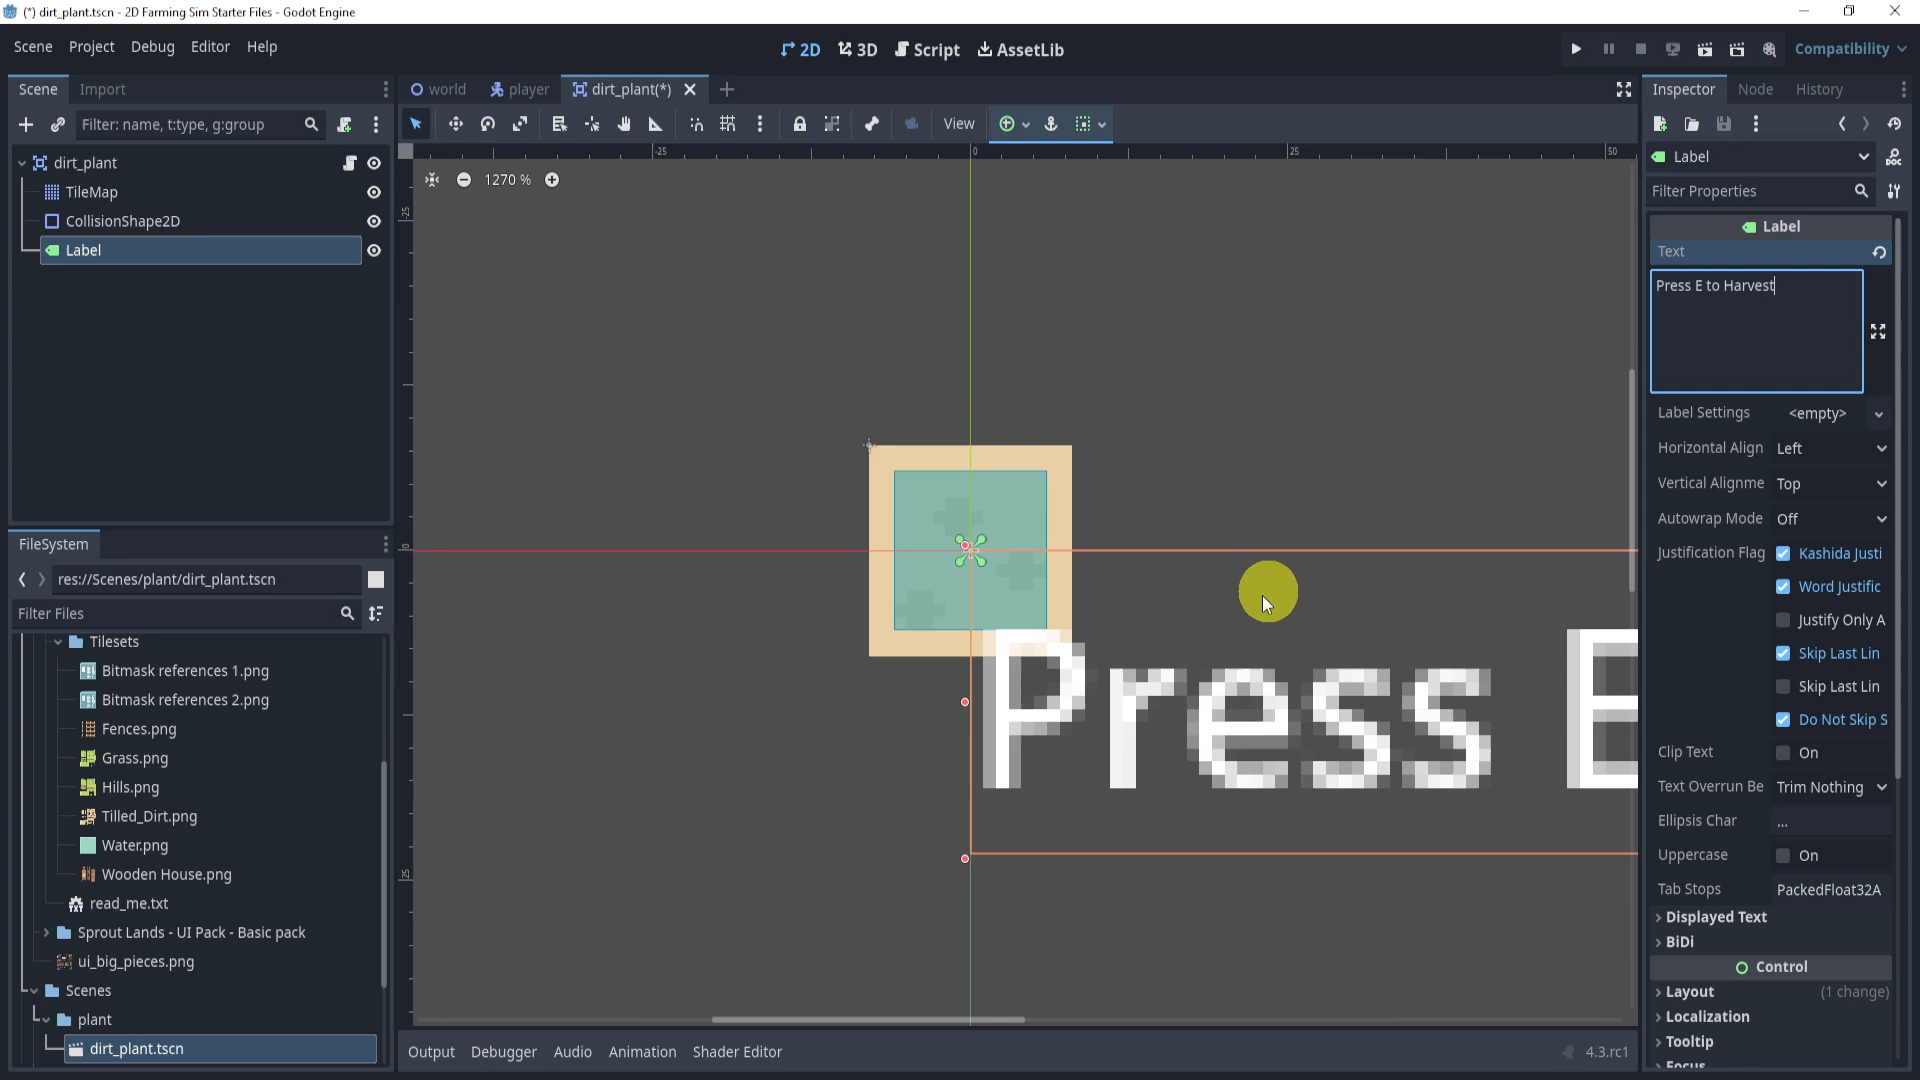 (*) dirt_plant.tscn - 2D Farming Sim Starter Files - Godot Engine
Scene Project Debug Editor Help
2D 3D Script AssetLib
Compatibility
Scene Import
world player dirt_plant(*)
Inspector Node History
Filter: name, t:type, g:group
View
Label
Filter Properties
dirt_plant
TileMap
CollisionShape2D
Label
-25 0 25 50
1270 %
-25
0
25
Press E
Label
Text
Press E to Harvest
Label Settings <empty>
Horizontal Align Left
Vertical Alignme Top
Autowrap Mode Off
Justification Flag Kashida Justi
Word Justific
Justify Only A
Skip Last Lin
Skip Last Lin
Do Not Skip S
Clip Text On
Text Overrun Be Trim Nothing
Ellipsis Char ...
Uppercase On
Tab Stops PackedFloat32A
Displayed Text
BiDi
Control
Layout (1 change)
Localization
Tooltip
Focus
FileSystem
res://Scenes/plant/dirt_plant.tscn
Filter Files
Tilesets
Bitmask references 1.png
Bitmask references 2.png
Fences.png
Grass.png
Hills.png
Tilled_Dirt.png
Water.png
Wooden House.png
read_me.txt
Sprout Lands - UI Pack - Basic pack
ui_big_pieces.png
Scenes
plant
dirt_plant.tscn
Output Debugger Audio Animation Shader Editor
4.3.rc1